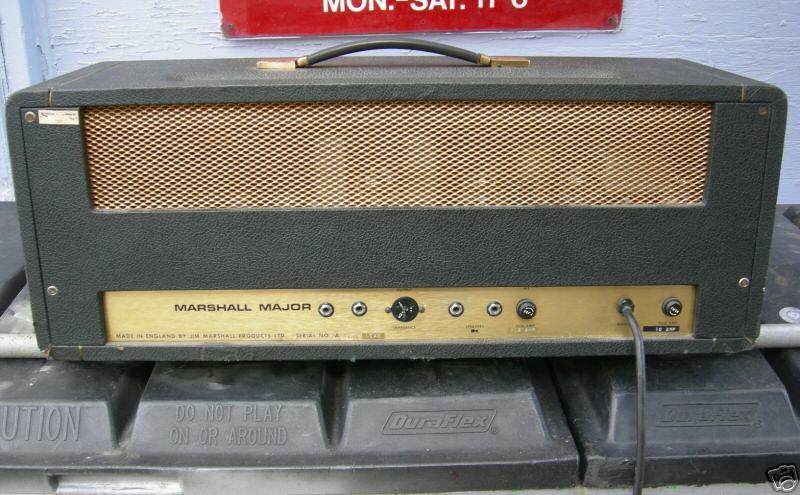 MON.-SAT. 11-6
MARSHALL MAJOR
MADE IN ENGLAND BY JIM MARSHALL PRODUCTS LTD. SERIAL NO. A
IMPEDANCE
10 AMP
CAUTION
DO NOT PLAY
ON OR AROUND
DuraFlex
DuraFlex